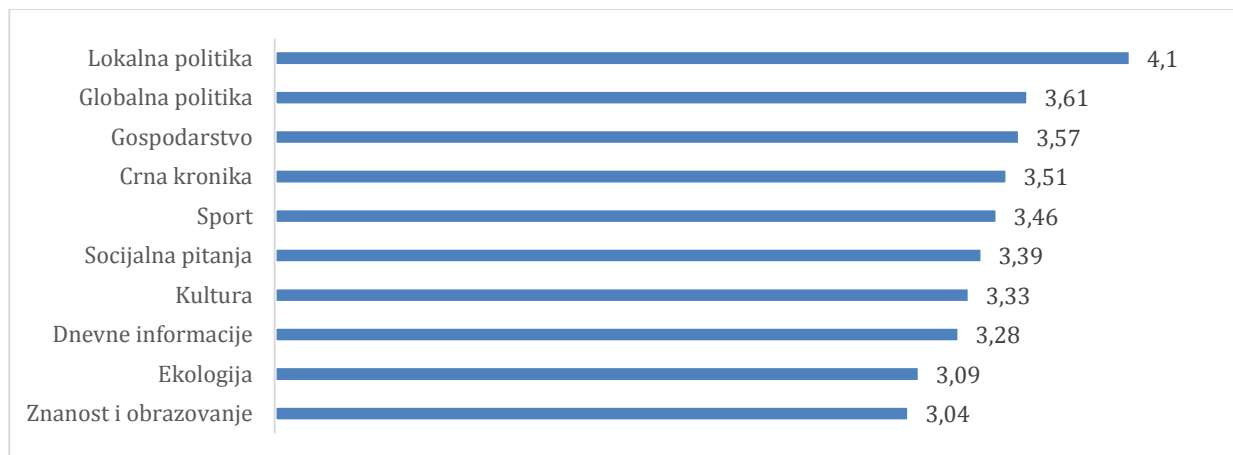 Lokalna politika 4,1
Globalna politika 3,61
Gospodarstvo 3,57
Crna kronika 3,51
Sport 3,46
Socijalna pitanja 3,39
Kultura 3,33
Dnevne informacije 3,28
Ekologija 3,09
Znanost i obrazovanje 3,04